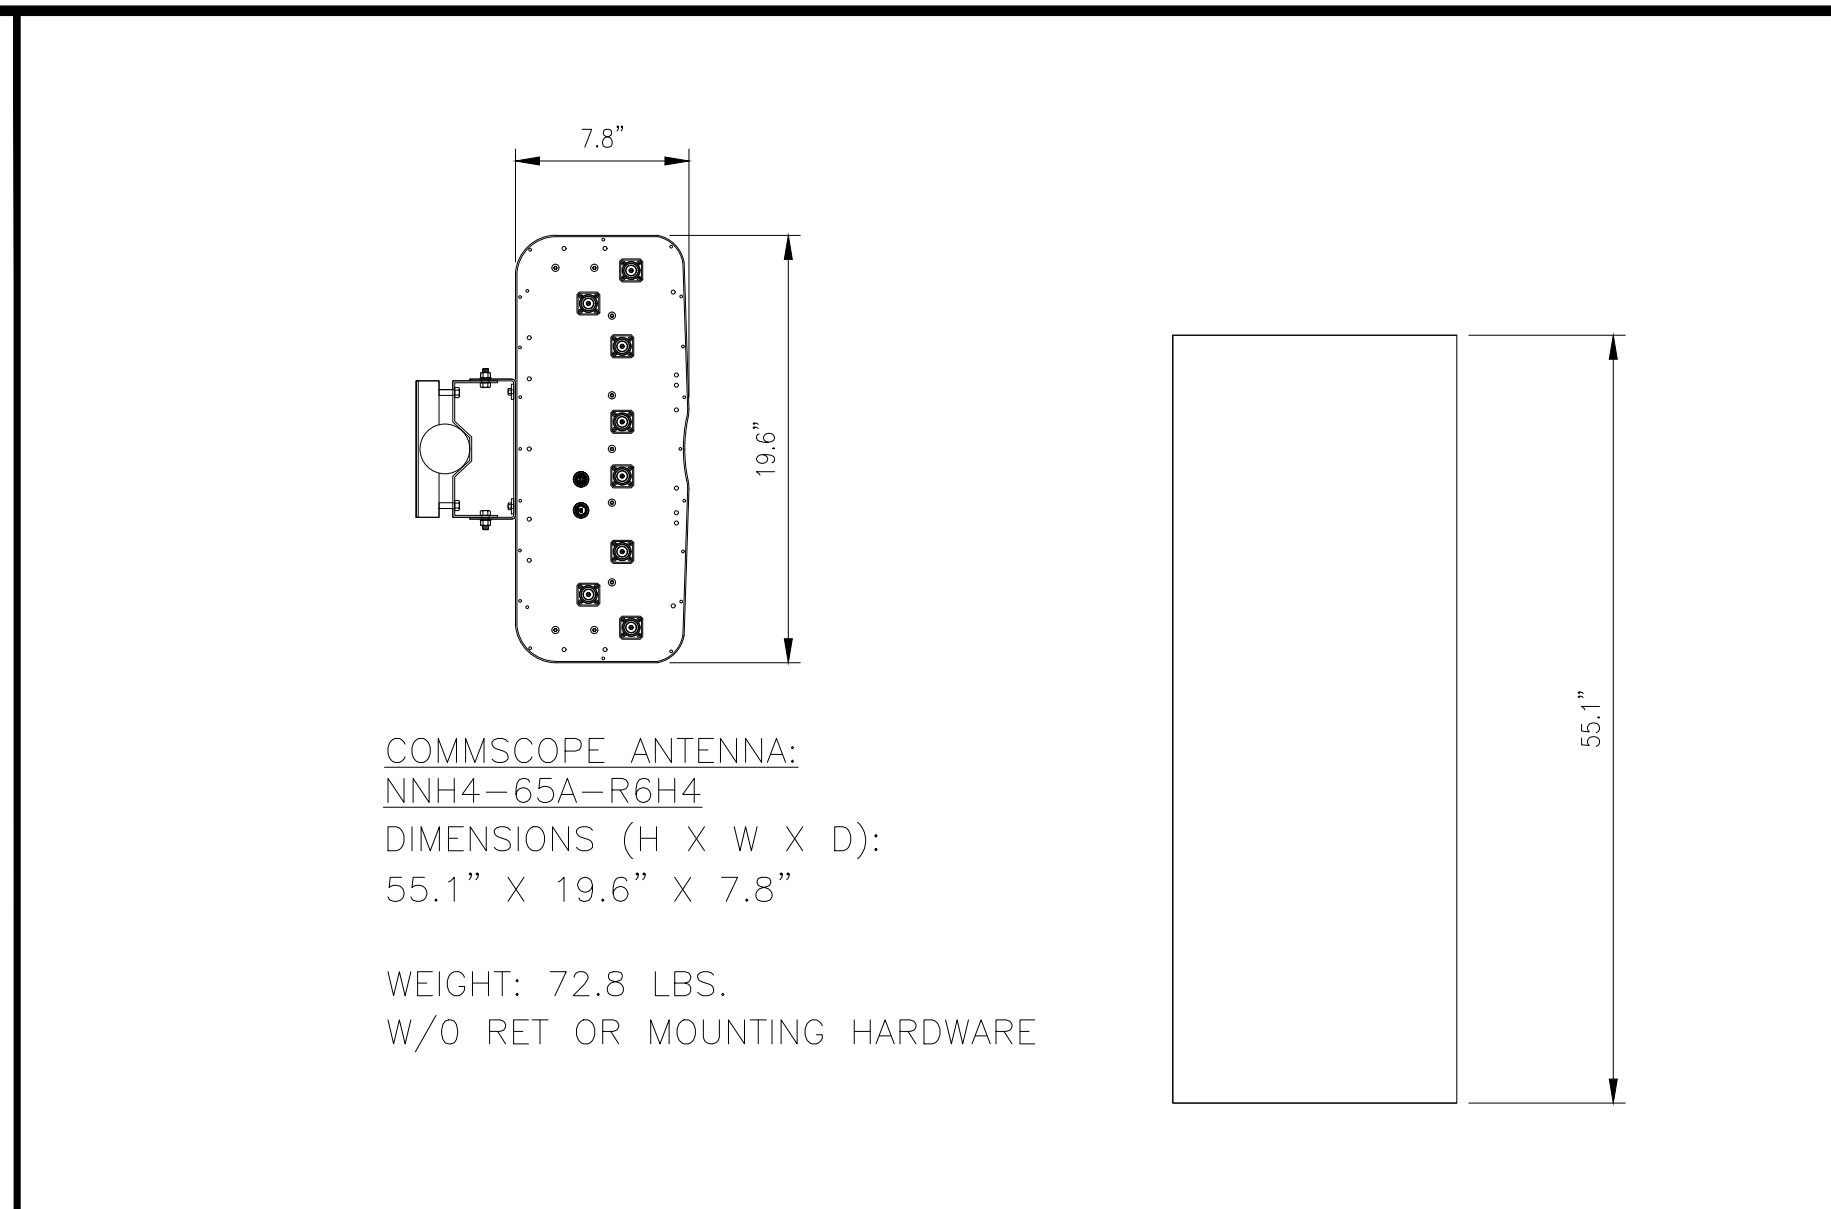 7.8”
19.6”
COMMSCOPE ANTENNA:
NNH4-65A-R6H4
DIMENSIONS (H X W X D):
55.1” X 19.6” X 7.8”
WEIGHT: 72.8 LBS.
W/O RET OR MOUNTING HARDWARE
55.1”